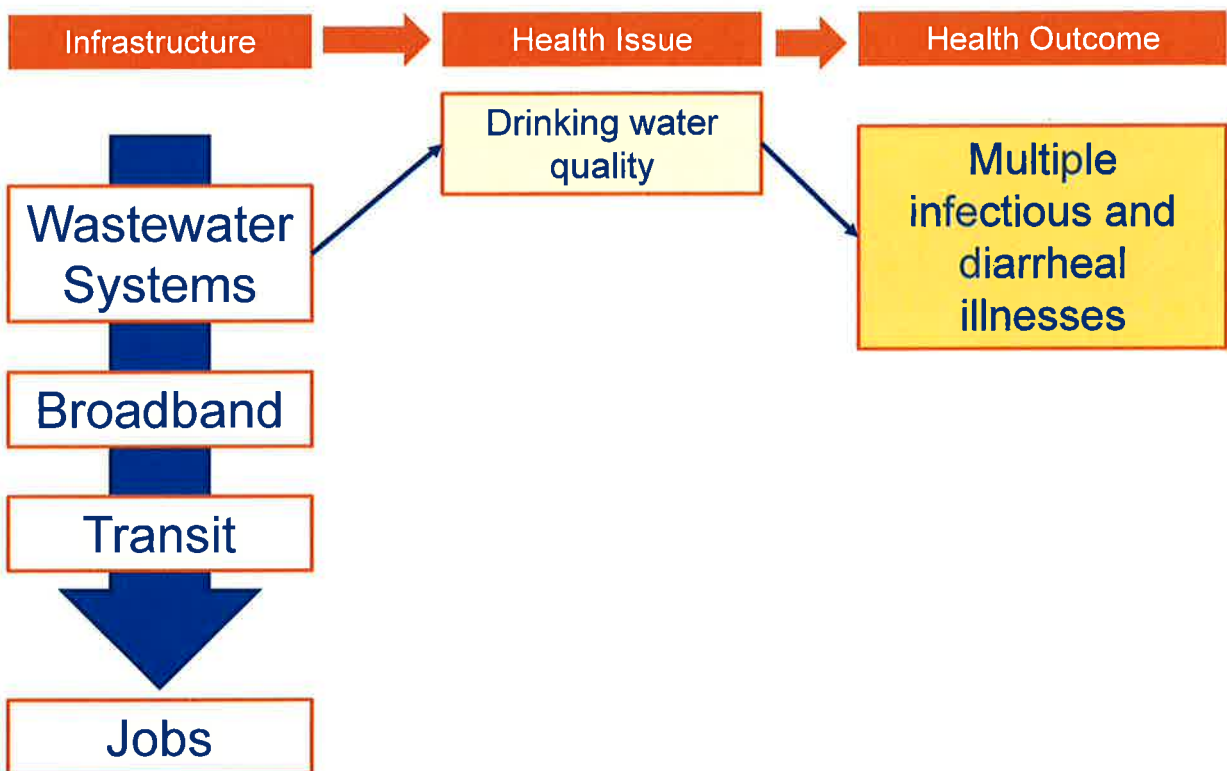 Infrastructure
Health Issue
Health Outcome
Drinking water
quality
Multiple
infectious and
diarrheal
illnesses
Wastewater
Systems
Broadband
Transit
Jobs